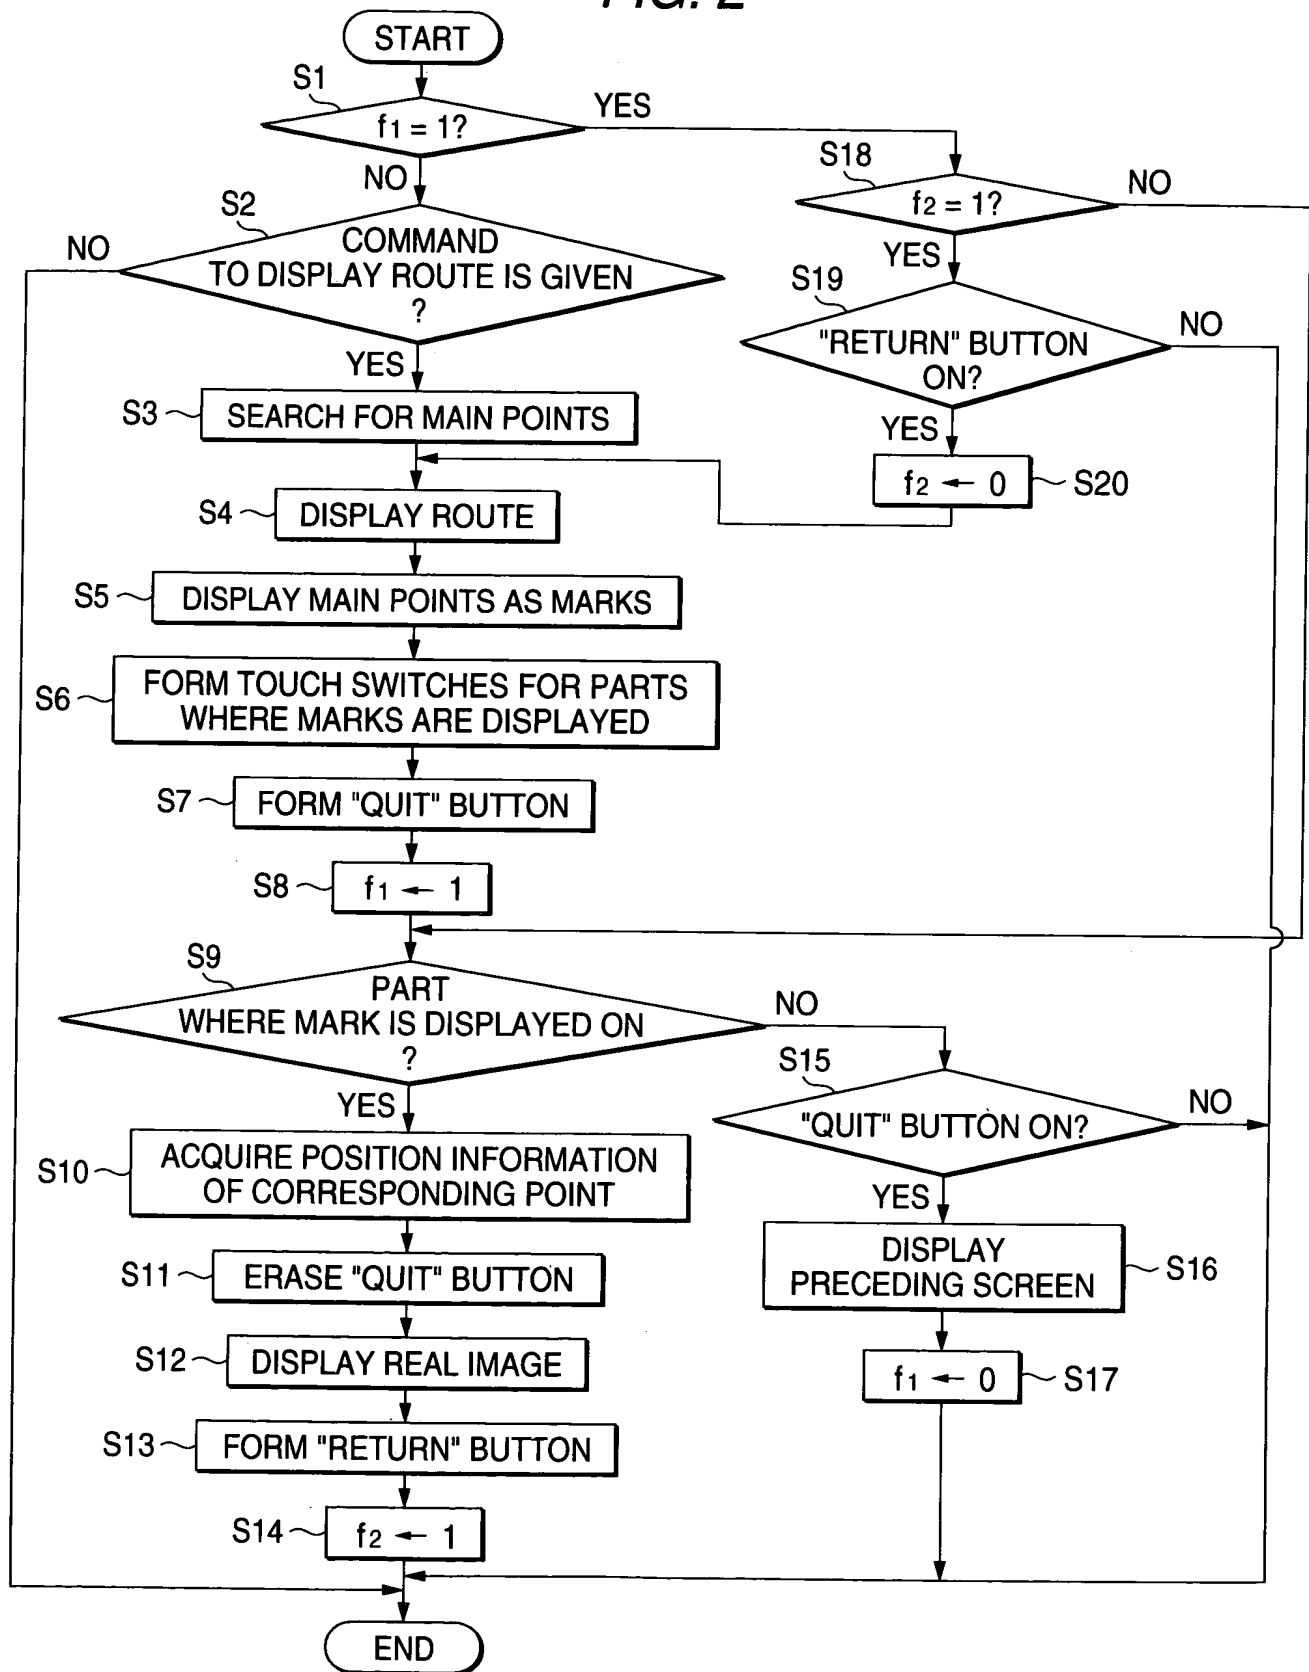 FIG. 2
START
S1
f1 = 1?
YES
NO
S18
f2 = 1?
NO
YES
S2
NO
COMMAND
TO DISPLAY ROUTE IS GIVEN
?
YES
S19
"RETURN" BUTTON
ON?
NO
YES
S3
SEARCH FOR MAIN POINTS
f2 ← 0
S20
S4
DISPLAY ROUTE
S5
DISPLAY MAIN POINTS AS MARKS
S6
FORM TOUCH SWITCHES FOR PARTS
WHERE MARKS ARE DISPLAYED
S7
FORM "QUIT" BUTTON
S8
f1 ← 1
S9
PART
WHERE MARK IS DISPLAYED ON
?
NO
YES
S15
"QUIT" BUTTON ON?
NO
YES
S10
ACQUIRE POSITION INFORMATION
OF CORRESPONDING POINT
S11
ERASE "QUIT" BUTTON
DISPLAY
PRECEDING SCREEN
S16
S12
DISPLAY REAL IMAGE
f1 ← 0
S17
S13
FORM "RETURN" BUTTON
S14
f2 ← 1
END